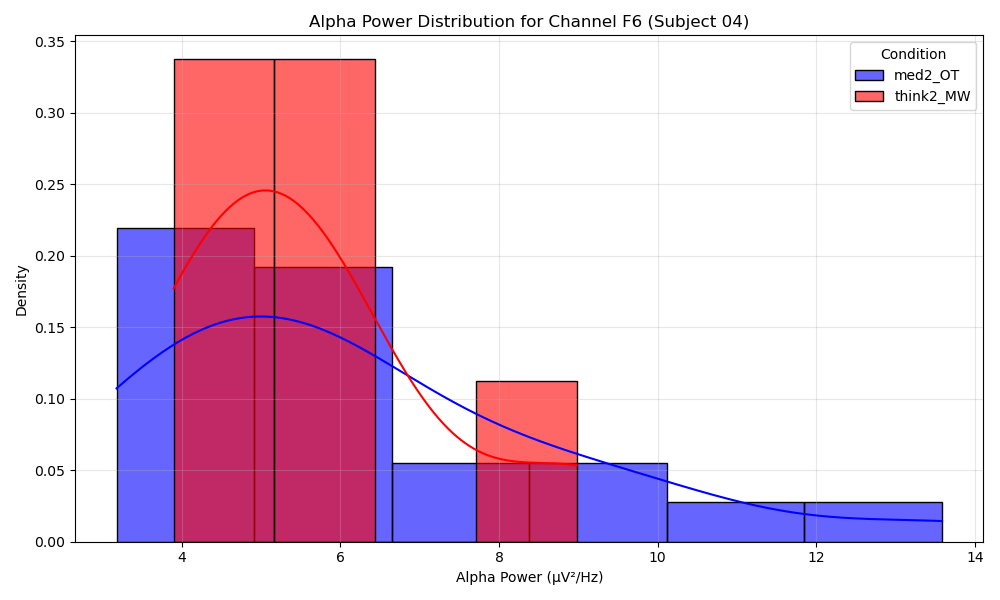 Alpha Power Distribution for Channel F6 (Subject 04)
0.35
0.30
0.25
0.20
0.15
0.10
0.05
0.00
Density
Condition
med2_OT
think2_MW
4
6
8
10
12
14
Alpha Power (µV²/Hz)